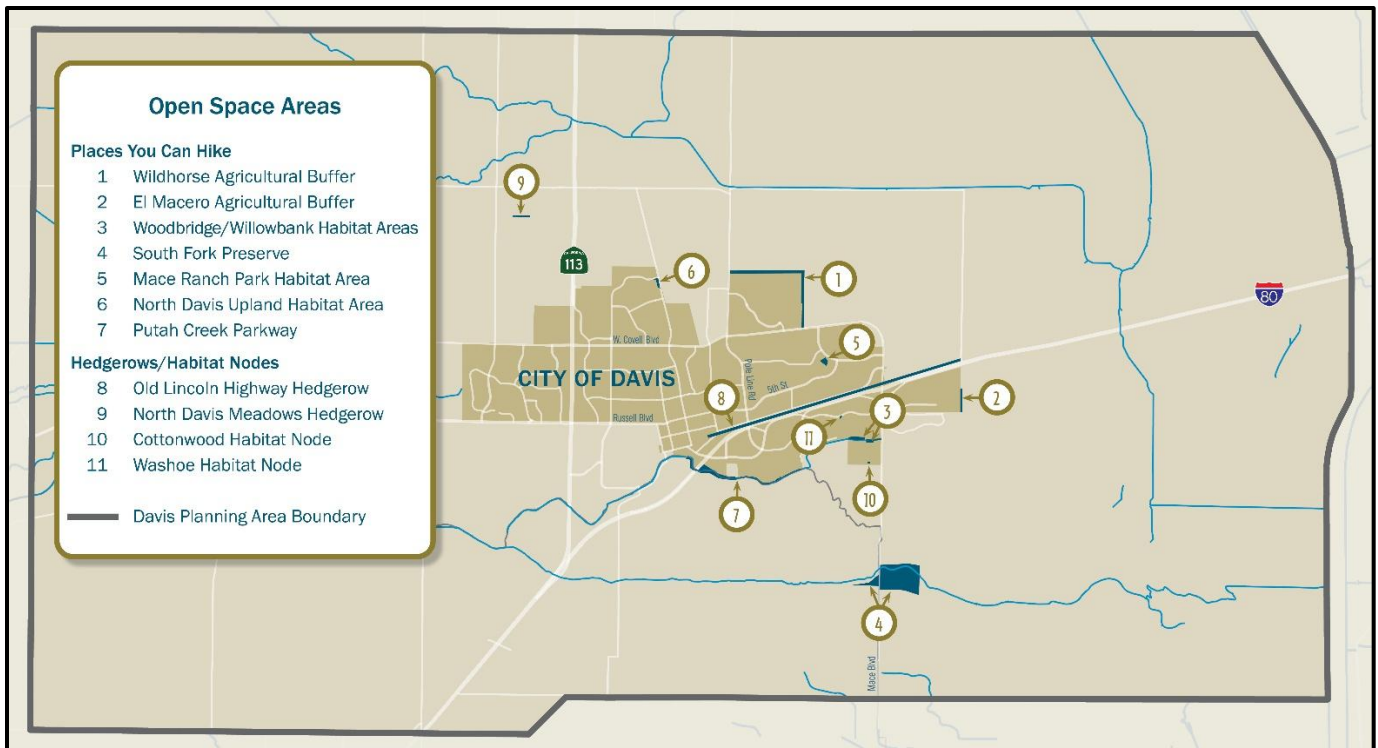 Open Space Areas
Places You Can Hike
1 Wildhorse Agricultural Buffer
2 El Macero Agricultural Buffer
3 Woodbridge/Willowbank Habitat Areas
4 South Fork Preserve
5 Mace Ranch Park Habitat Area
6 North Davis Upland Habitat Area
7 Putah Creek Parkway
Hedgerows/Habitat Nodes
8 Old Lincoln Highway Hedgerow
9 North Davis Meadows Hedgerow
10 Cottonwood Habitat Node
11 Washoe Habitat Node
Davis Planning Area Boundary
9
113
6
1
80
W. Covell Blvd
5
CITY OF DAVIS
Pole Line Rd
5th St
8
2
Russell Blvd
3
11
10
7
4
Mace Blvd